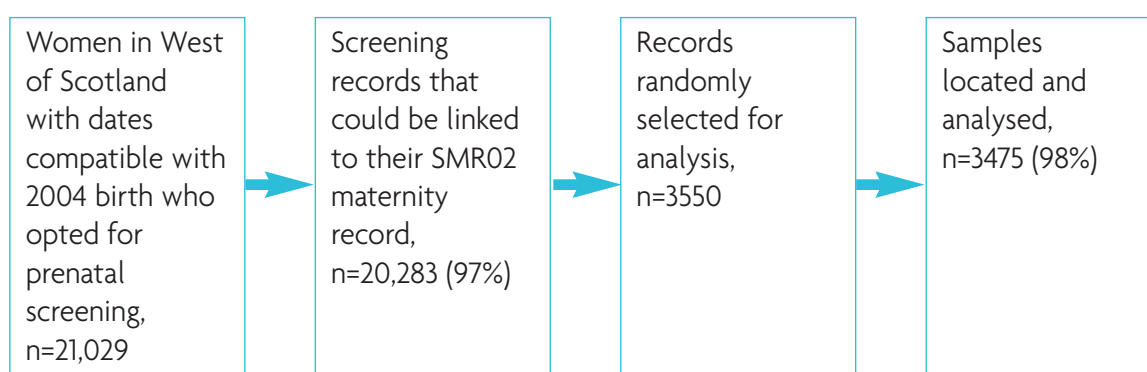 Women in West
of Scotland
with dates
compatible with
2004 birth who
opted for
prenatal
screening,
n=21,029
Screening
records that
could be linked
to their SMR02
maternity
record,
n=20,283 (97%)
Records
randomly
selected for
analysis,
n=3550
Samples
located and
analysed,
n=3475 (98%)